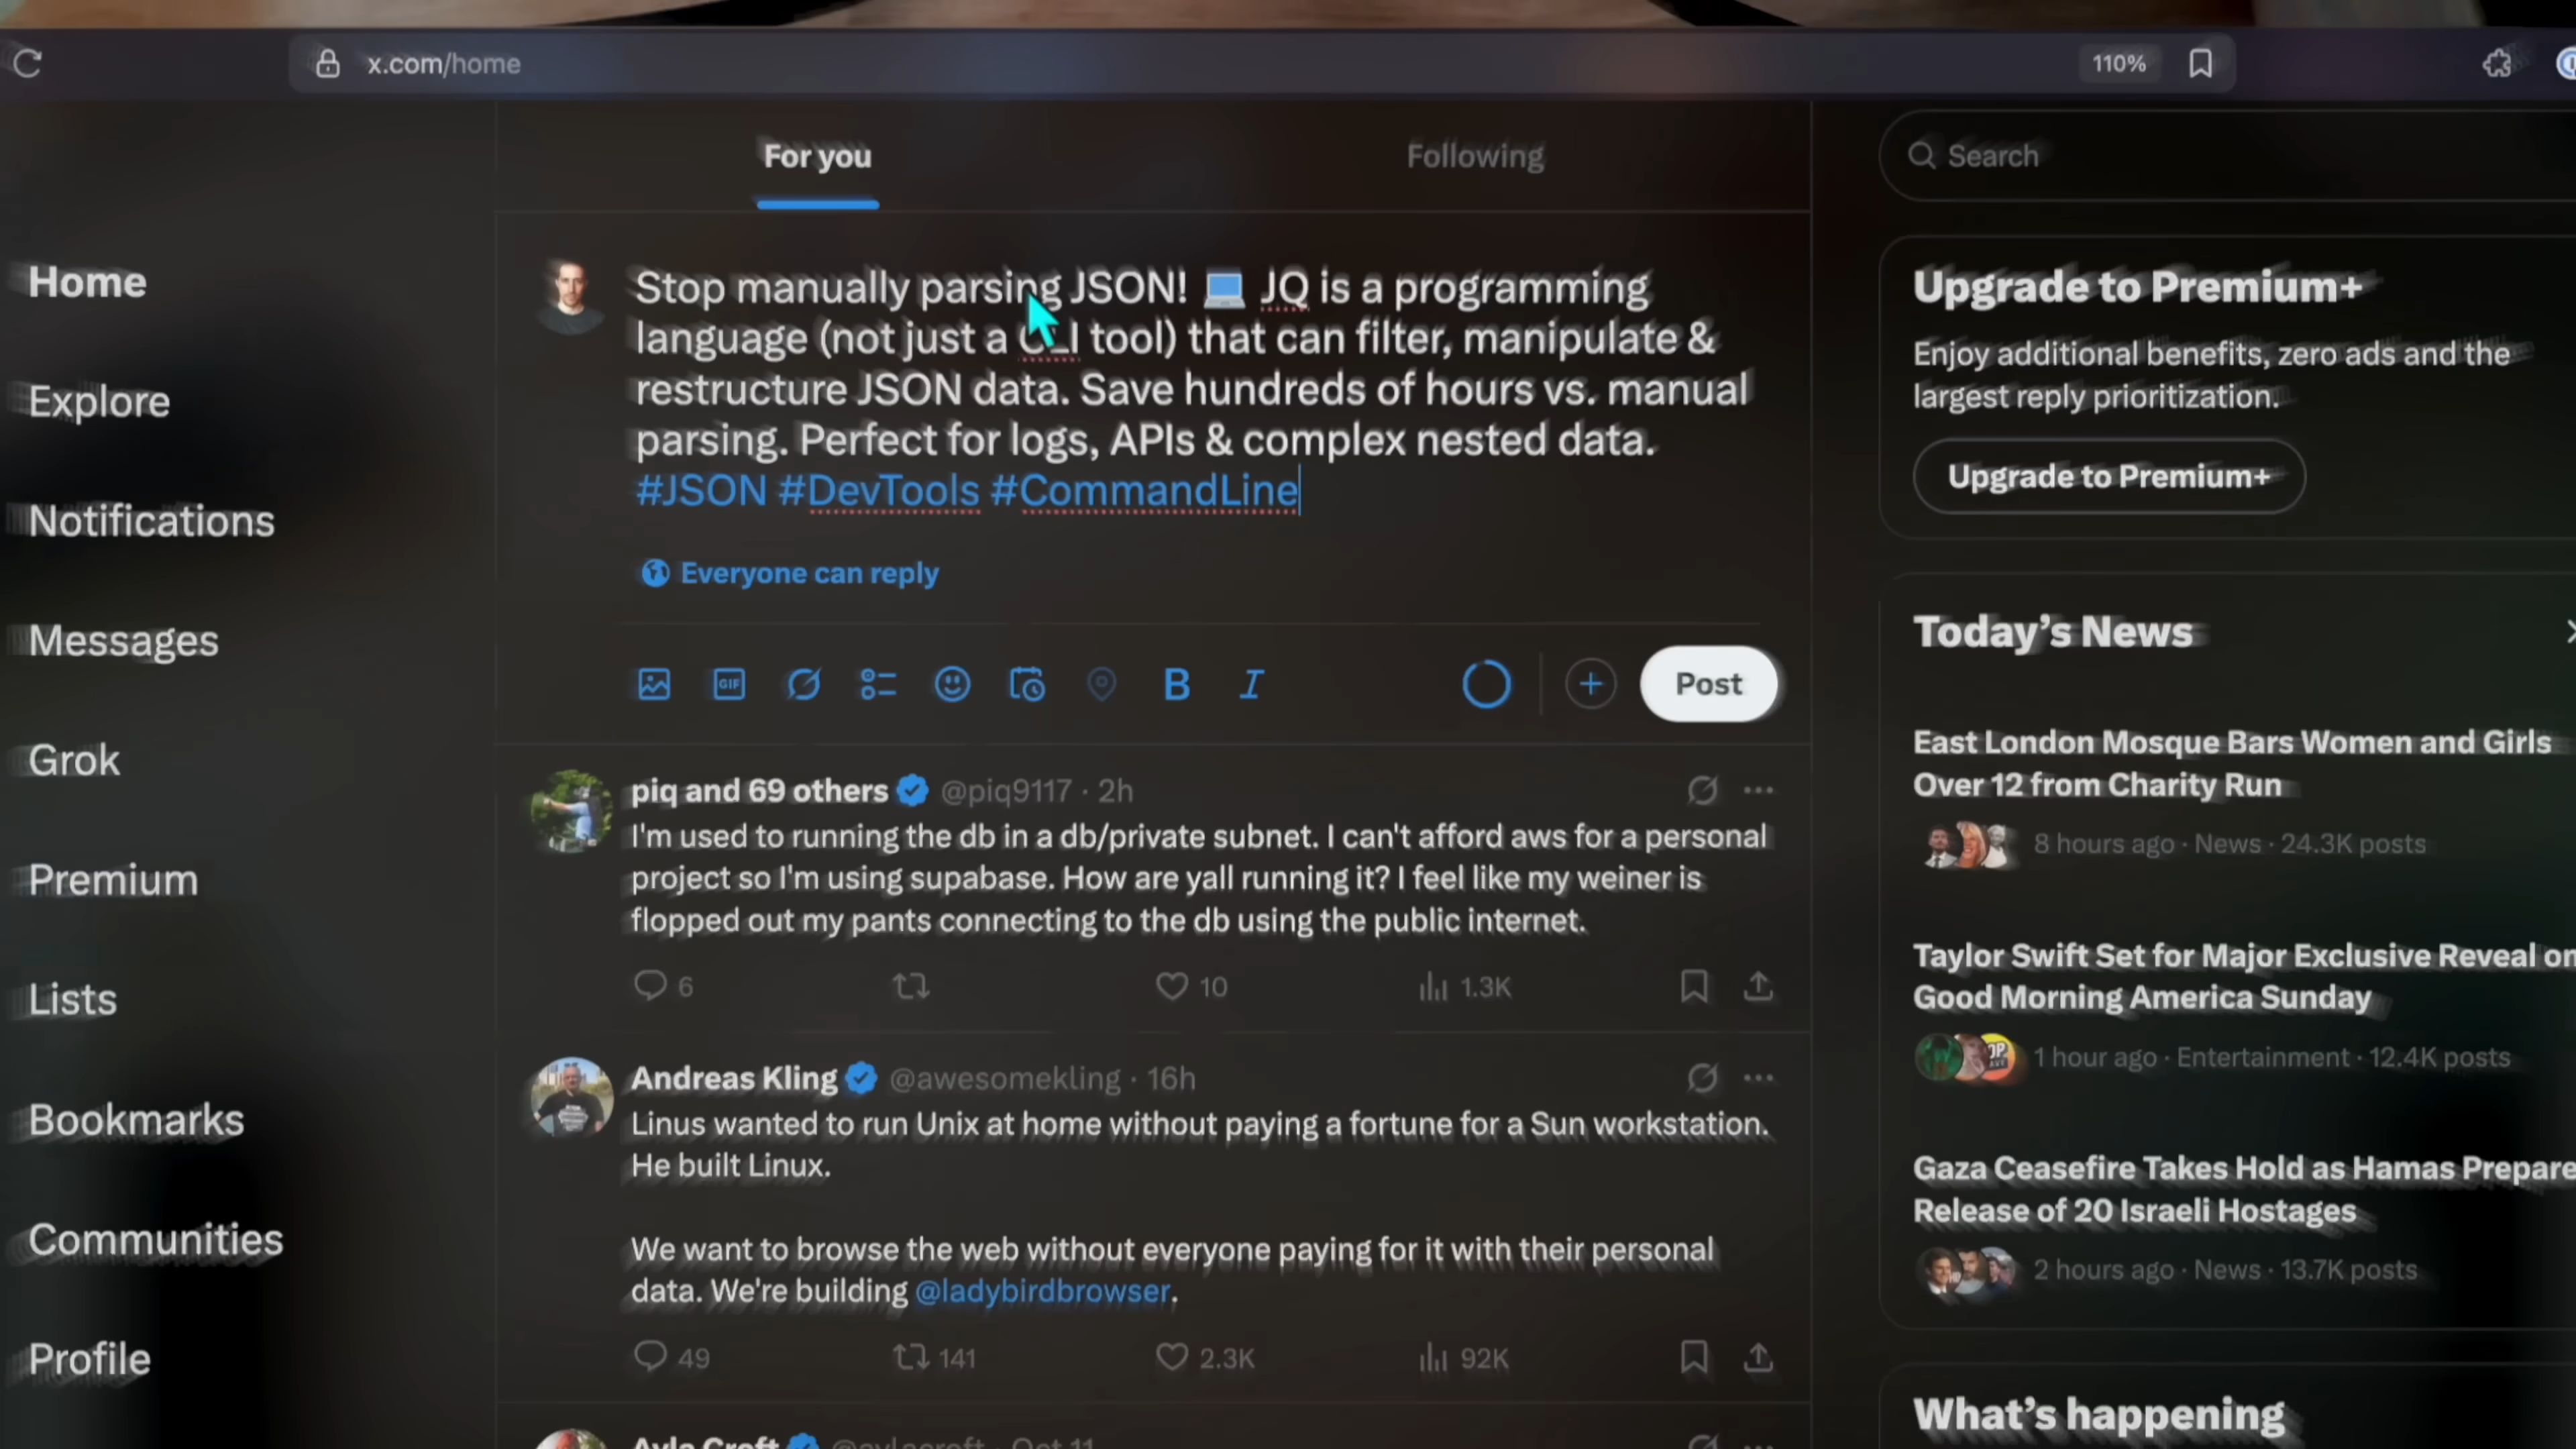 x.com/home
110%
For you
Following
Search
Home
Explore
Notifications
Messages
Grok
Premium
Lists
Bookmarks
Communities
Profile
Stop manually parsing JSON! 💻 JQ is a programming
language (not just a CLI tool) that can filter, manipulate &
restructure JSON data. Save hundreds of hours vs. manual
parsing. Perfect for logs, APIs & complex nested data.
#JSON #DevTools #CommandLine
Everyone can reply
GIF
B I
Post
piq and 69 others @piq9117 · 2h
I'm used to running the db in a db/private subnet. I can't afford aws for a personal
project so I'm using supabase. How are yall running it? I feel like my weiner is
flopped out my pants connecting to the db using the public internet.
6
10
1.3K
Andreas Kling @awesomekling · 16h
Linus wanted to run Unix at home without paying a fortune for a Sun workstation.
He built Linux.
We want to browse the web without everyone paying for it with their personal
data. We're building @ladybirdbrowser.
49
141
2.3K
92K
Upgrade to Premium+
Enjoy additional benefits, zero ads and the
largest reply prioritization.
Upgrade to Premium+
Today's News
East London Mosque Bars Women and Girls
Over 12 from Charity Run
8 hours ago · News · 24.3K posts
Taylor Swift Set for Major Exclusive Reveal on
Good Morning America Sunday
1 hour ago · Entertainment · 12.4K posts
Gaza Ceasefire Takes Hold as Hamas Prepare
Release of 20 Israeli Hostages
2 hours ago · News · 13.7K posts
What's happening